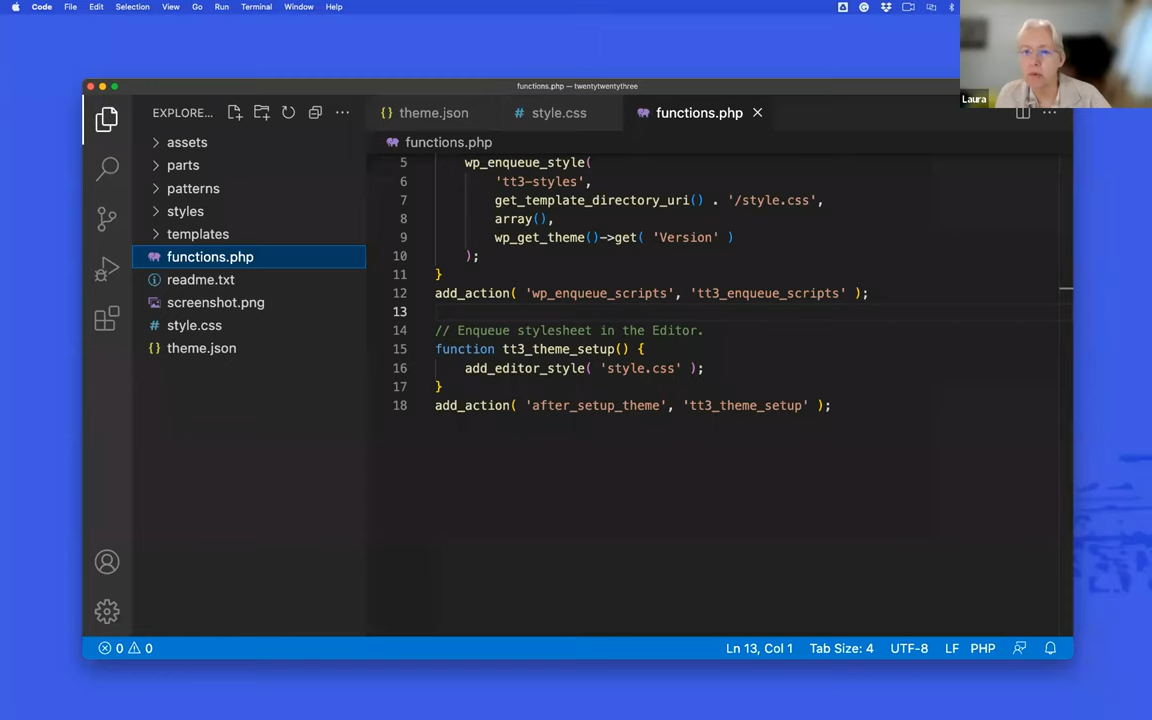 Code File Edit Selection View Go Run Terminal Window Help
functions.php — twentytwentythree
Laura
EXPLORE...
theme.json
# style.css
functions.php
assets
parts
patterns
styles
templates
functions.php
readme.txt
screenshot.png
# style.css
{} theme.json
functions.php
5 wp_enqueue_style(
6 'tt3-styles',
7 get_template_directory_uri() . '/style.css',
8 array(),
9 wp_get_theme()->get( 'Version' )
10 );
11 }
12 add_action( 'wp_enqueue_scripts', 'tt3_enqueue_scripts' );
13
14 // Enqueue stylesheet in the Editor.
15 function tt3_theme_setup() {
16 add_editor_style( 'style.css' );
17 }
18 add_action( 'after_setup_theme', 'tt3_theme_setup' );
0 0
Ln 13, Col 1 Tab Size: 4 UTF-8 LF PHP